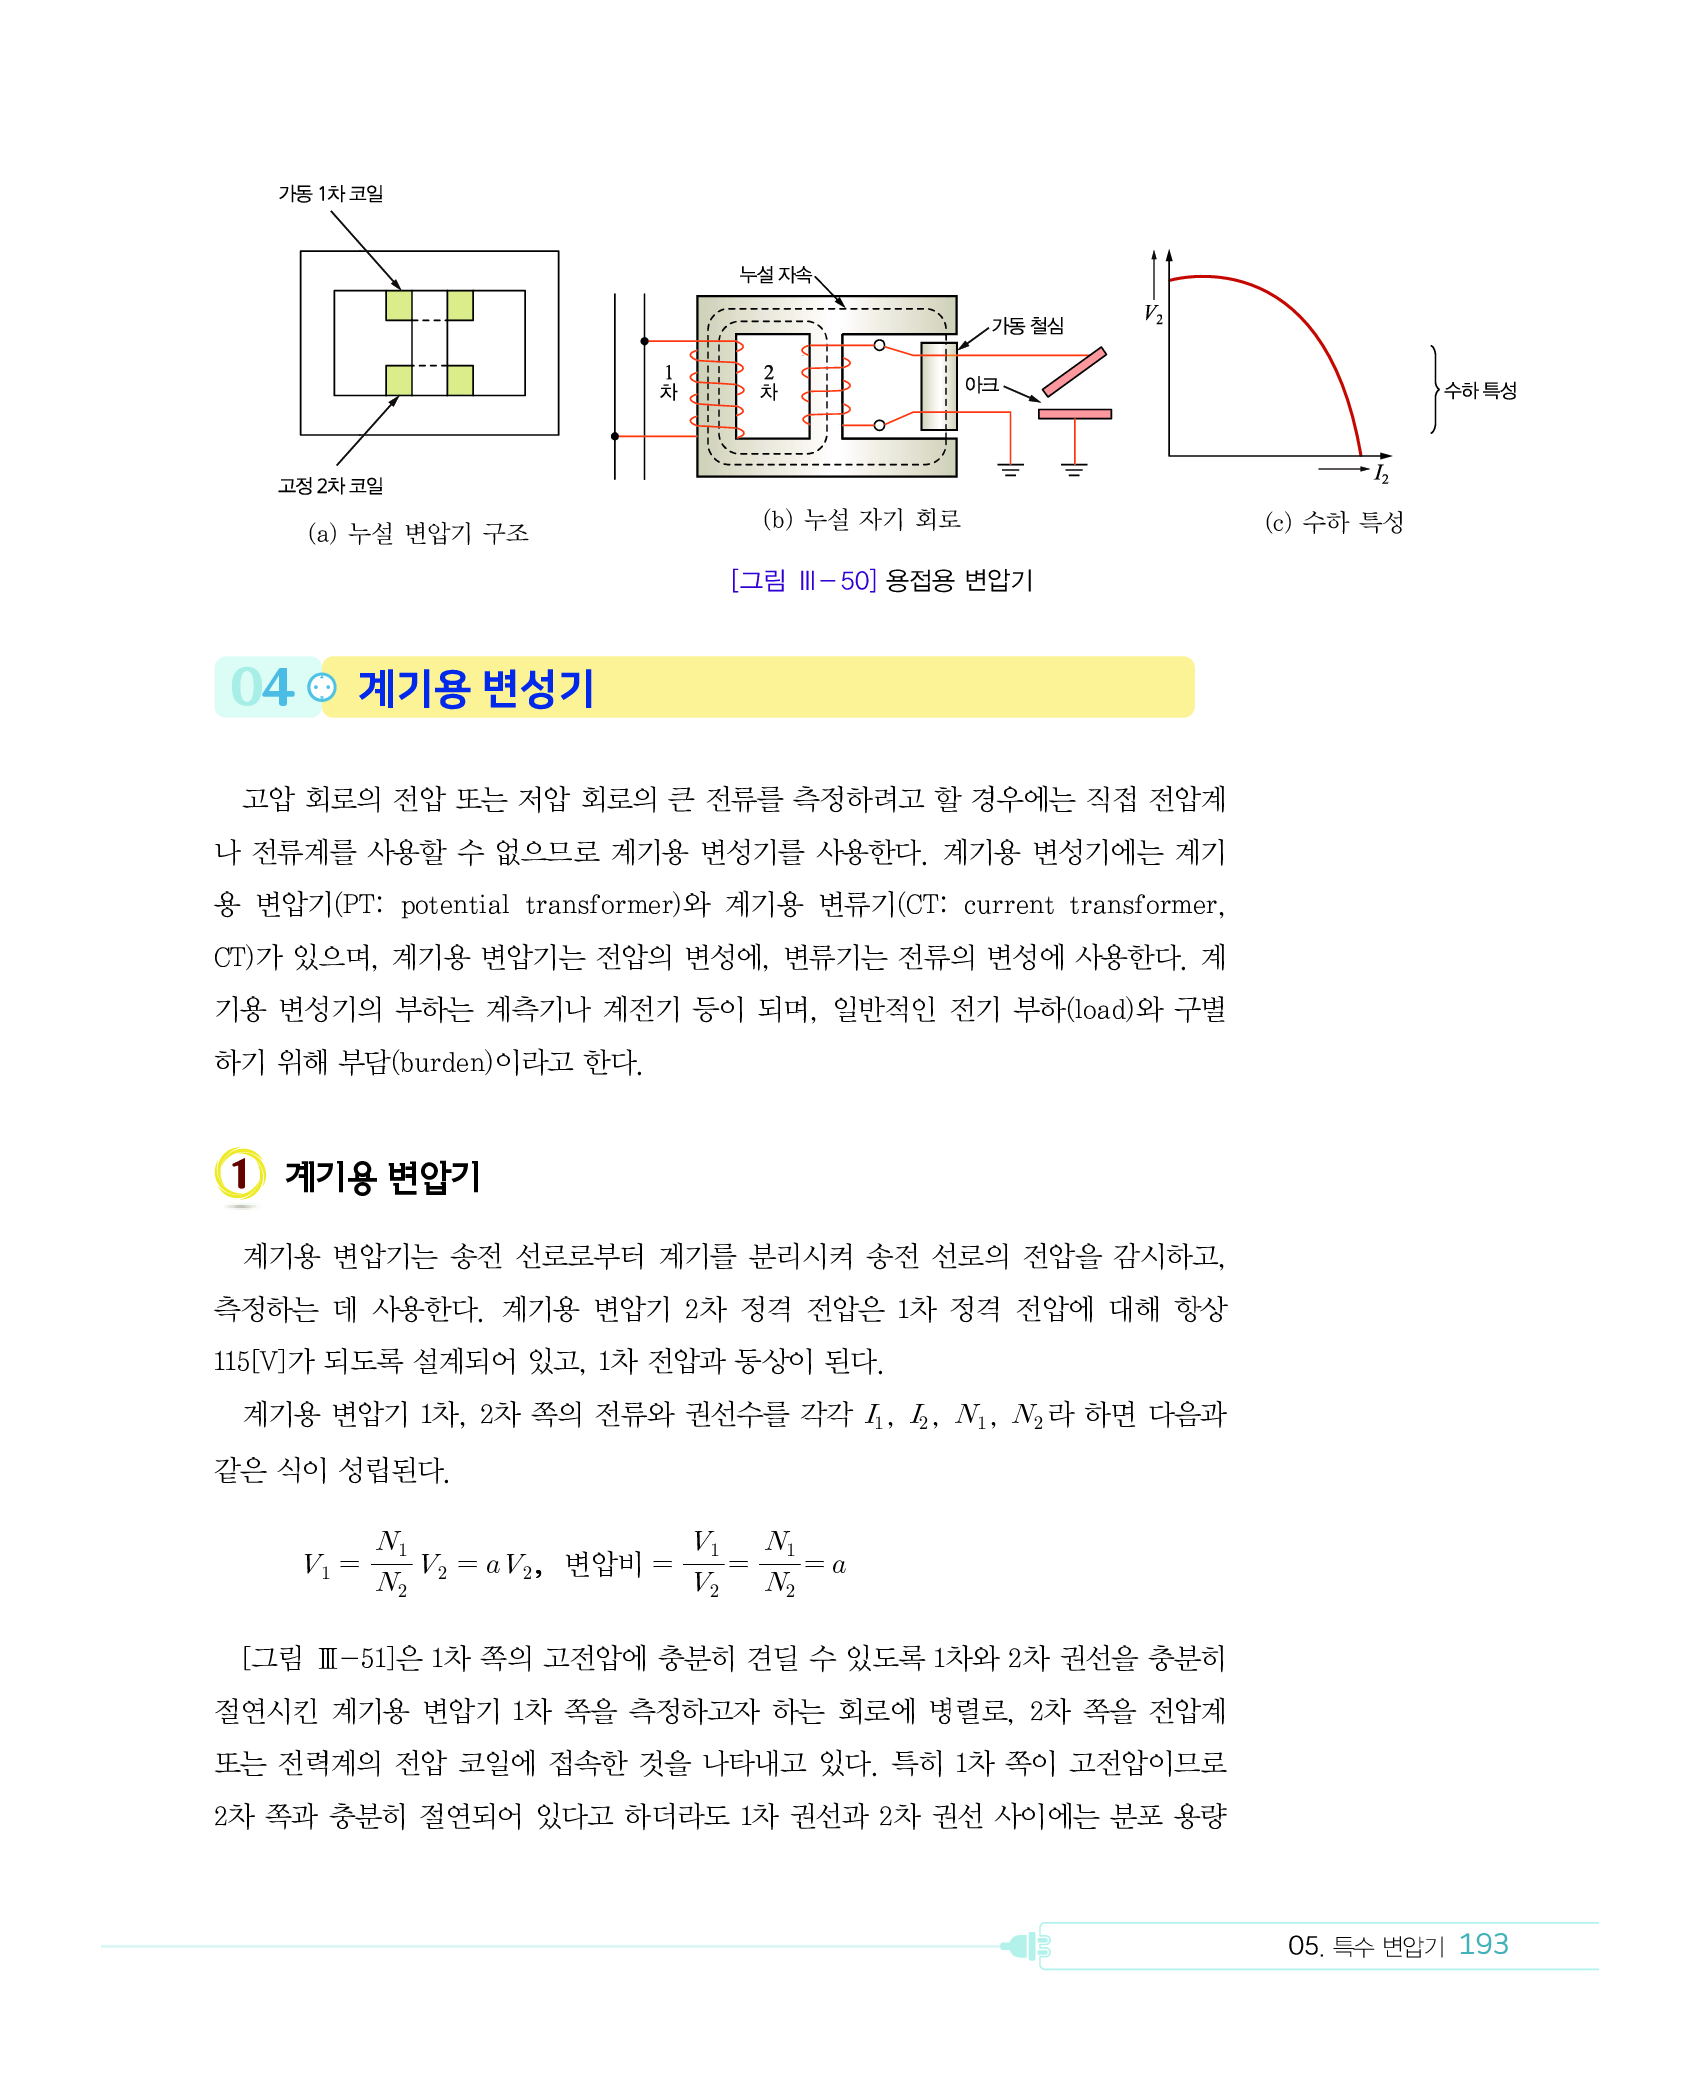 가동 1차 코일
고정 2차 코일
(a) 누설 변압기 구조
누설 자속
가동 철심
1차
2차
아크
(b) 누설 자기 회로
V₂
I₂
수하 특성
(c) 수하 특성
[그림 Ⅲ-50] 용접용 변압기
04 계기용 변성기
고압 회로의 전압 또는 저압 회로의 큰 전류를 측정하려고 할 경우에는 직접 전압계
나 전류계를 사용할 수 없으므로 계기용 변성기를 사용한다. 계기용 변성기에는 계기
용 변압기(PT: potential transformer)와 계기용 변류기(CT: current transformer,
CT)가 있으며, 계기용 변압기는 전압의 변성에, 변류기는 전류의 변성에 사용한다. 계
기용 변성기의 부하는 계측기나 계전기 등이 되며, 일반적인 전기 부하(load)와 구별
하기 위해 부담(burden)이라고 한다.
1 계기용 변압기
계기용 변압기는 송전 선로로부터 계기를 분리시켜 송전 선로의 전압을 감시하고,
측정하는 데 사용한다. 계기용 변압기 2차 정격 전압은 1차 정격 전압에 대해 항상
115[V]가 되도록 설계되어 있고, 1차 전압과 동상이 된다.
계기용 변압기 1차, 2차 쪽의 전류와 권선수를 각각 I₁, I₂, N₁, N₂라 하면 다음과
같은 식이 성립된다.
V₁ = N₁/N₂ V₂ = a V₂, 변압비 = V₁/V₂ = N₁/N₂ = a
[그림 Ⅲ-51]은 1차 쪽의 고전압에 충분히 견딜 수 있도록 1차와 2차 권선을 충분히
절연시킨 계기용 변압기 1차 쪽을 측정하고자 하는 회로에 병렬로, 2차 쪽을 전압계
또는 전력계의 전압 코일에 접속한 것을 나타내고 있다. 특히 1차 쪽이 고전압이므로
2차 쪽과 충분히 절연되어 있다고 하더라도 1차 권선과 2차 권선 사이에는 분포 용량
05. 특수 변압기 193